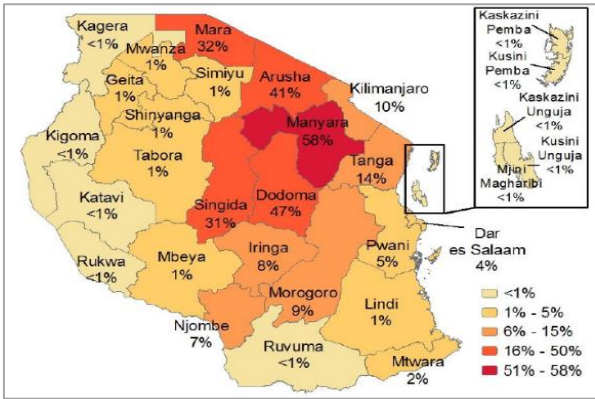 Kagera
<1%
Mwanza
1%
Mara
32%
Geita
1%
Simiyu
1%
Arusha
41%
Kilimanjaro
10%
Shinyanga
1%
Kigoma
<1%
Manyara
58%
Tabora
1%
Tanga
14%
Katavi
<1%
Singida
31%
Dodoma
47%
Rukwa
<1%
Mbeya
1%
Iringa
8%
Pwani
5%
Dar
es Salaam
4%
Morogoro
9%
Njombe
7%
Lindi
1%
Ruvuma
<1%
Mtwara
2%
Kaskazini
Pemba
<1%
Kusini
Pemba
<1%
Kaskazini
Unguja
<1%
Kusini
Unguja
<1%
Mjini
Magharibi
<1%
<1%
1% - 5%
6% - 15%
16% - 50%
51% - 58%